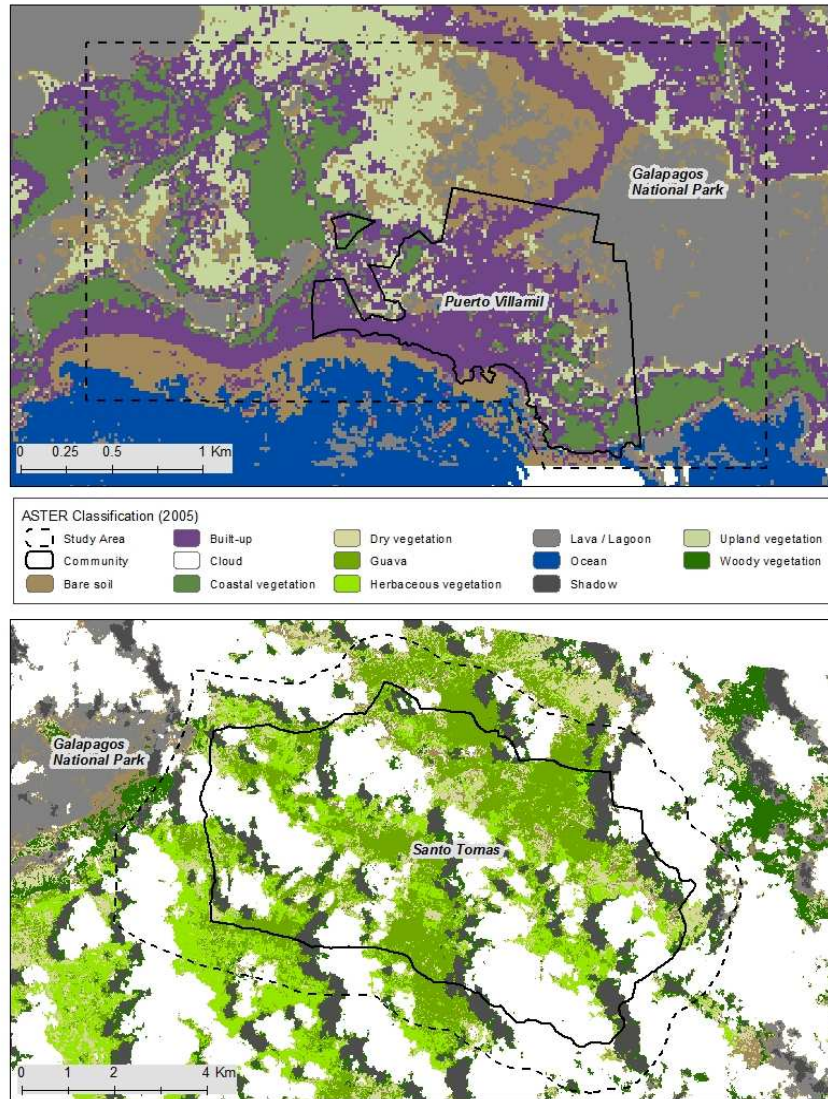 Galapagos
National Park
Puerto Villamil
0 0.25 0.5 1 Km
ASTER Classification (2005)
Study Area Built-up Dry vegetation Lava / Lagoon Upland vegetation
Community Cloud Guava Ocean Woody vegetation
Bare soil Coastal vegetation Herbaceous vegetation Shadow
Galapagos
National Park
Santo Tomas
0 1 2 4 Km